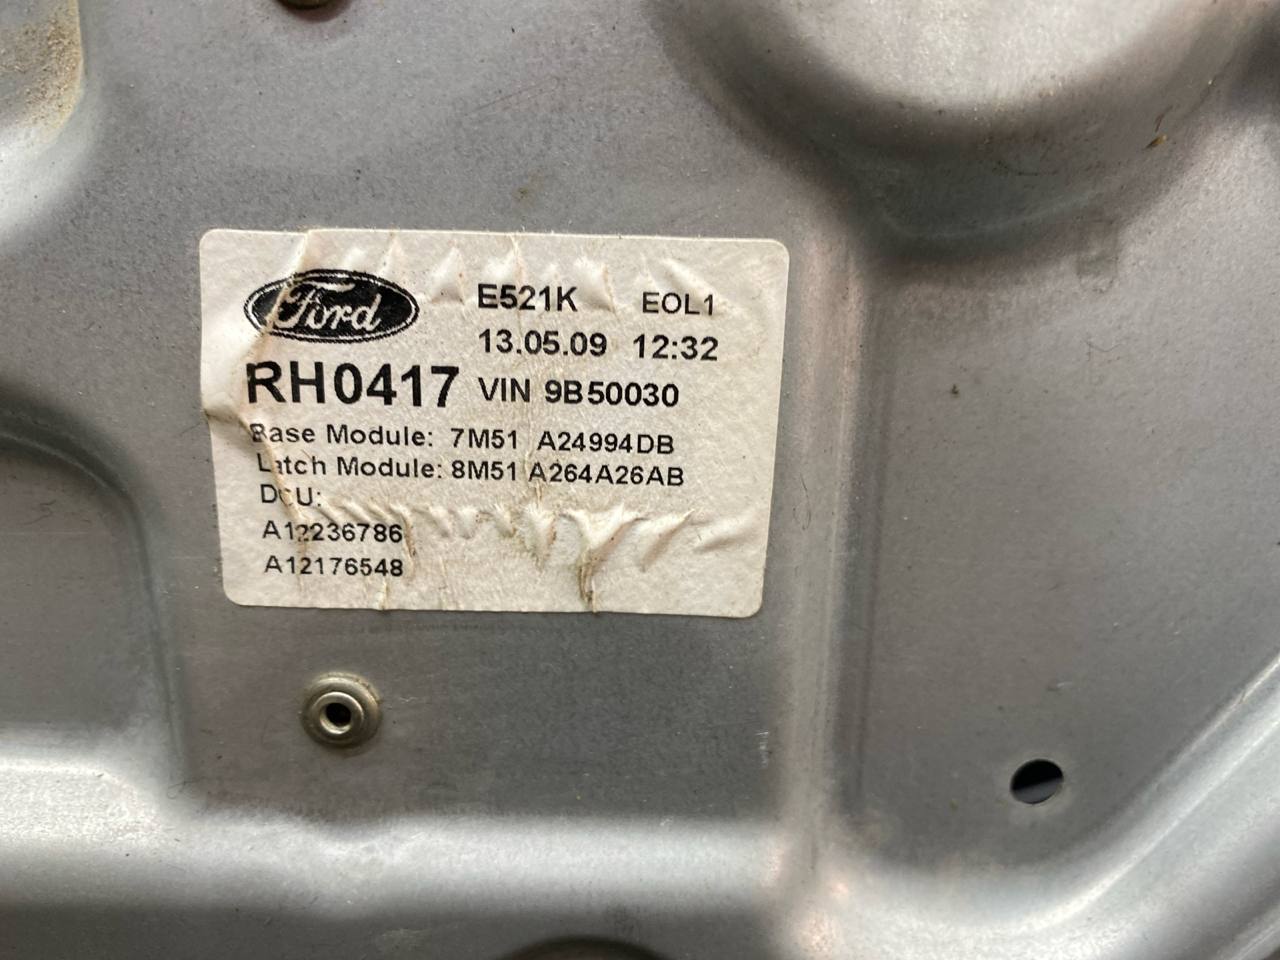 Ford E521K EOL1
13.05.09 12:32
RH0417 VIN 9B50030
Base Module: 7M51 A24994DB
Latch Module: 8M51 A264A26AB
DCU:
A12236786
A12176548